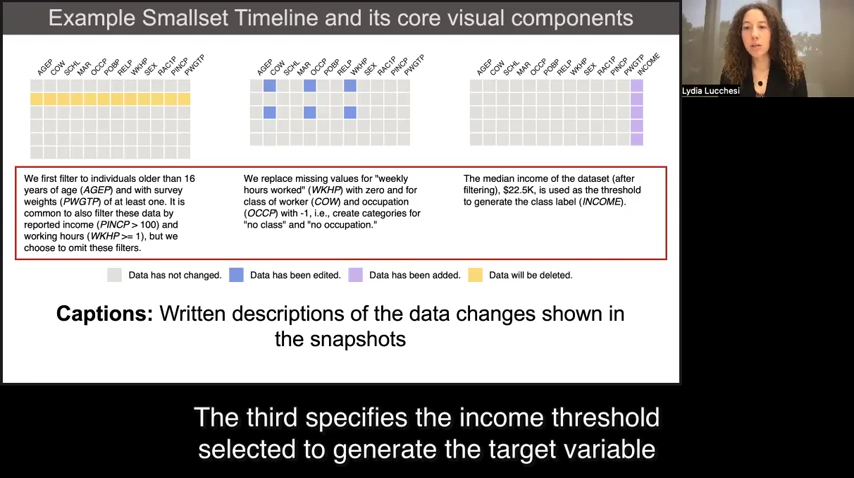 Example Smallset Timeline and its core visual components
AGEP COW SCHL MAR OCCP POBP RELP WKHP SEX RAC1P PINCP PWGTP
AGEP COW SCHL MAR OCCP POBP RELP WKHP SEX RAC1P PINCP PWGTP
AGEP COW SCHL MAR OCCP POBP RELP WKHP SEX RAC1P PINCP PWGTP INCOME
We first filter to individuals older than 16
years of age (AGEP) and with survey
weights (PWGTP) of at least one. It is
common to also filter these data by
reported income (PINCP > 100) and
working hours (WKHP >= 1), but we
choose to omit these filters.
We replace missing values for "weekly
hours worked" (WKHP) with zero and for
class of worker (COW) and occupation
(OCCP) with -1, i.e., create categories for
"no class" and "no occupation."
The median income of the dataset (after
filtering), $22.5K, is used as the threshold
to generate the class label (INCOME).
Data has not changed. Data has been edited. Data has been added. Data will be deleted.
Captions: Written descriptions of the data changes shown in
the snapshots
Lydia Lucchesi
The third specifies the income threshold
selected to generate the target variable